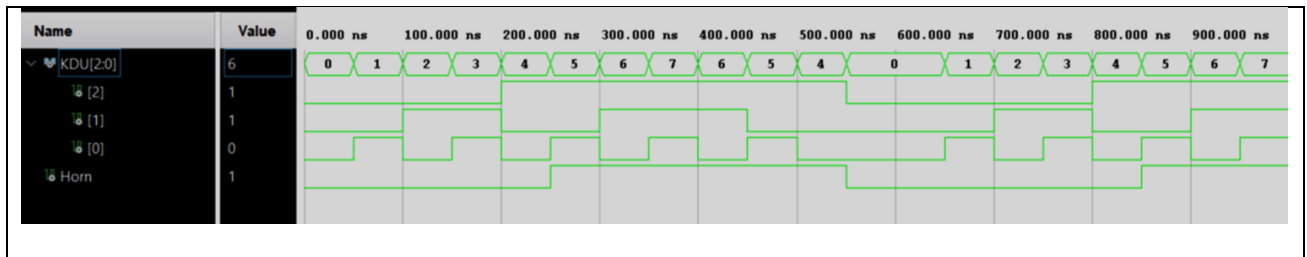 Name Value 0.000 ns 100.000 ns 200.000 ns 300.000 ns 400.000 ns 500.000 ns 600.000 ns 700.000 ns 800.000 ns 900.000 ns
KDU[2:0] 6 0 1 2 3 4 5 6 7 6 5 4 0 1 2 3 4 5 6 7
[2] 1
[1] 1
[0] 0
Horn 1